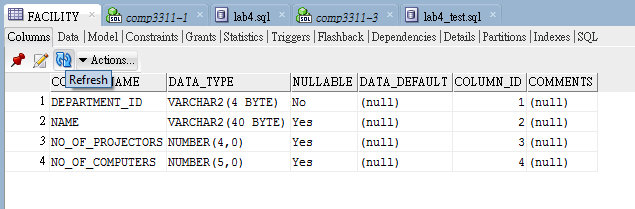 FACILITY comp3311-1 lab4.sql comp3311-3 lab4_test.sql
Columns Data Model Constraints Grants Statistics Triggers Flashback Dependencies Details Partitions Indexes SQL
Actions...
Refresh
CO NAME DATA_TYPE NULLABLE DATA_DEFAULT COLUMN_ID COMMENTS
1 DEPARTMENT_ID VARCHAR2(4 BYTE) No (null) 1 (null)
2 NAME VARCHAR2(40 BYTE) Yes (null) 2 (null)
3 NO_OF_PROJECTORS NUMBER(4,0) Yes (null) 3 (null)
4 NO_OF_COMPUTERS NUMBER(5,0) Yes (null) 4 (null)